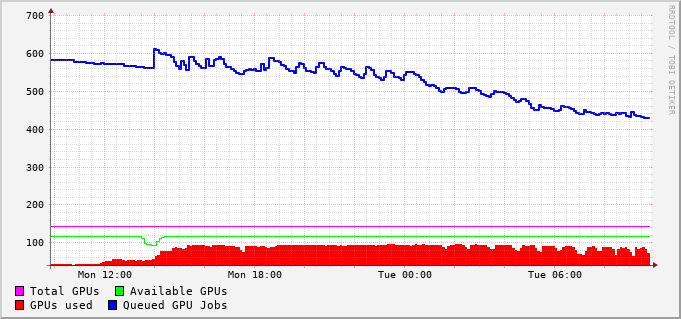 700
600
500
400
300
200
100
Mon 12:00 Mon 18:00 Tue 00:00 Tue 06:00
Total GPUs Available GPUs
GPUs used Queued GPU Jobs
RRDTOOL / TOBI OETIKER